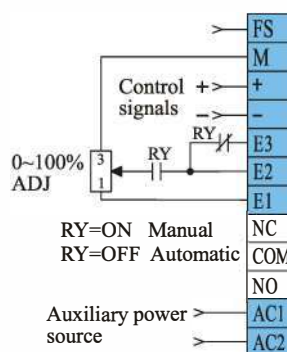 FS
M
Control + +
signals - -
RY E3
0~100% 3 RY E2
ADJ 1 E1
RY=ON Manual NC
RY=OFF Automatic COM
NO
Auxiliary power AC1
source AC2